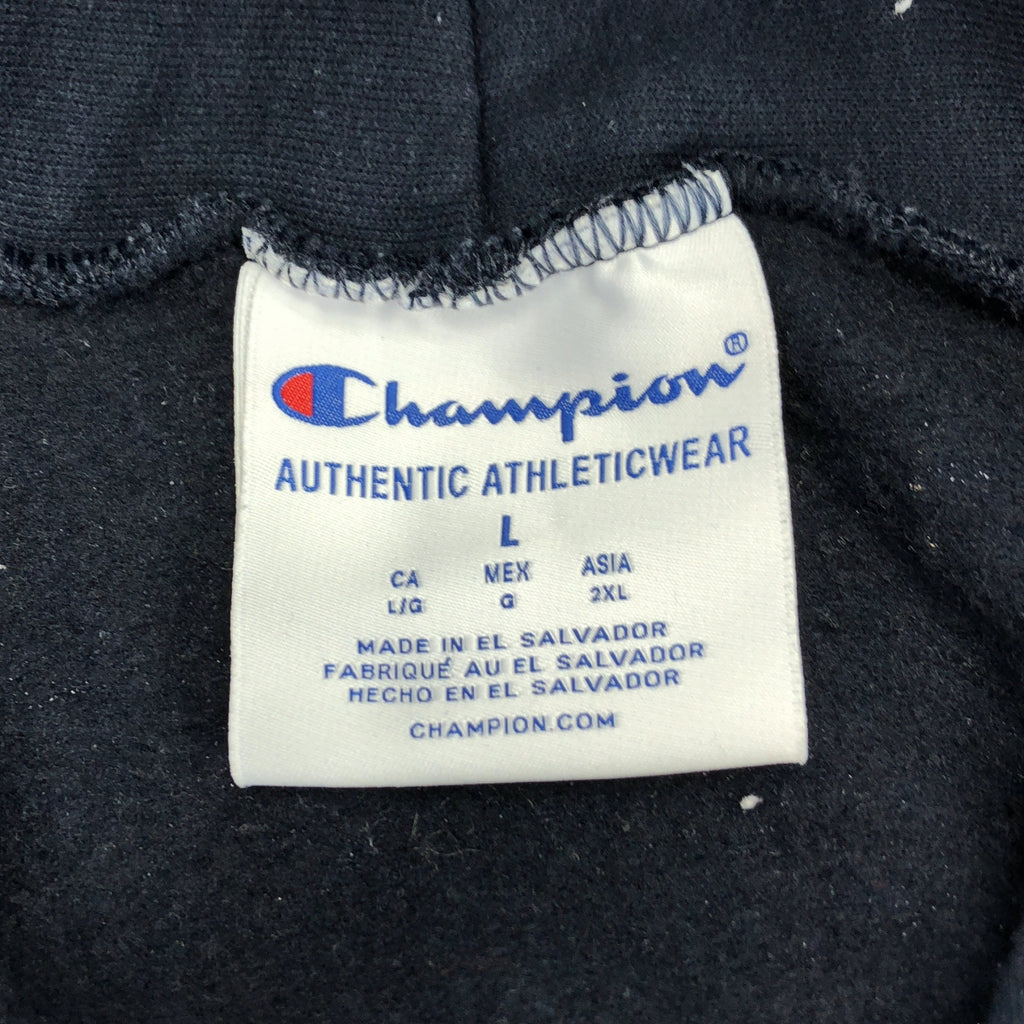 Champion®
AUTHENTIC ATHLETICWEAR
L
CA MEX ASIA
L/G G 2XL
MADE IN EL SALVADOR
FABRIQUÉ AU EL SALVADOR
HECHO EN EL SALVADOR
CHAMPION.COM